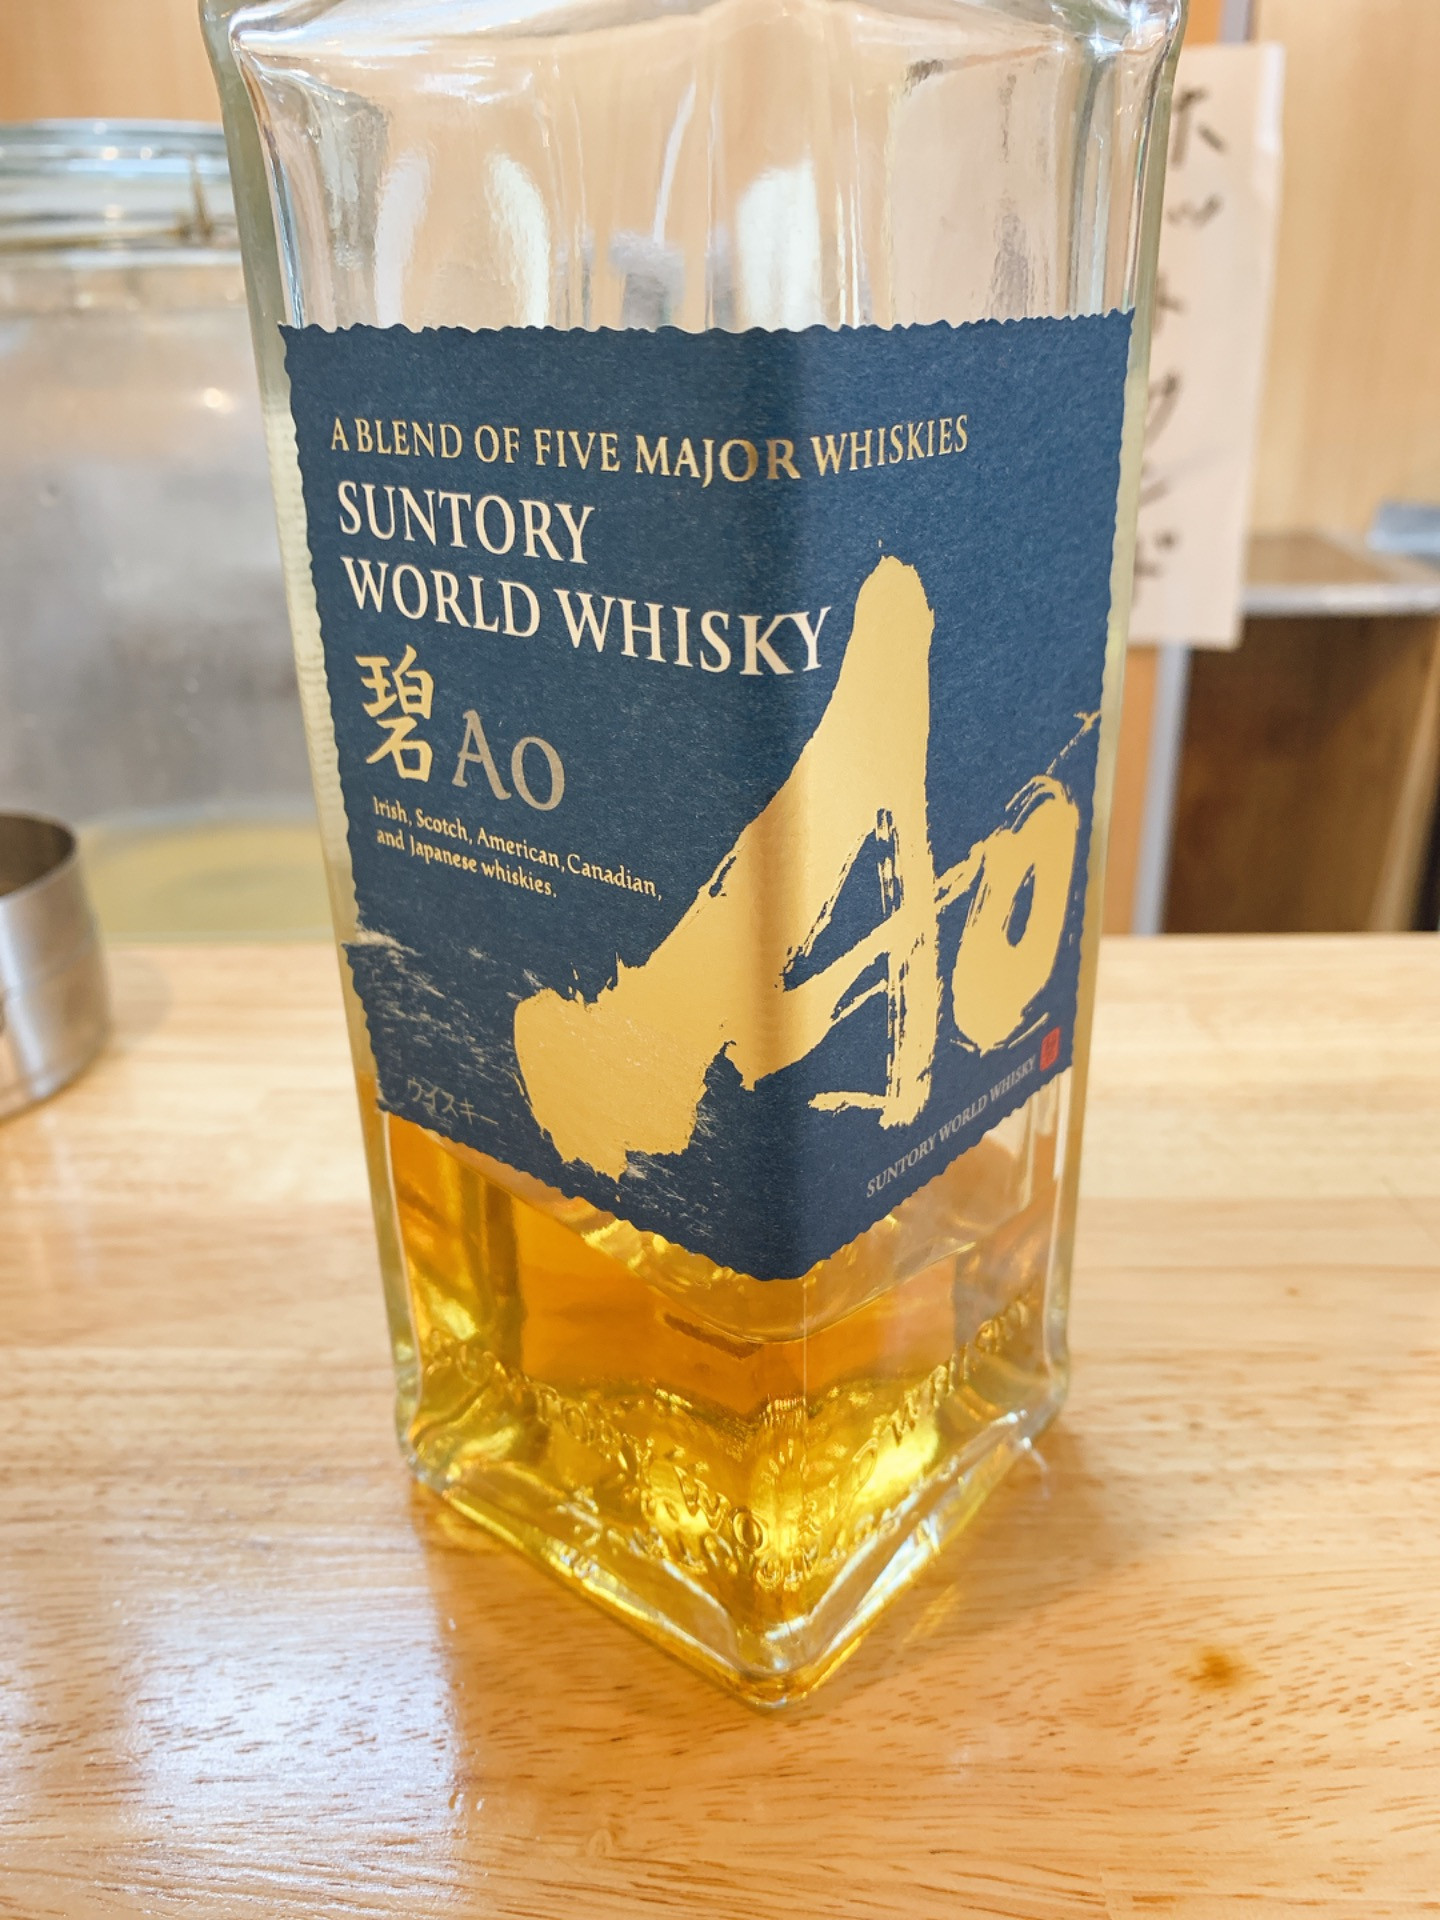 A BLEND OF FIVE MAJOR WHISKIES
SUNTORY
WORLD WHISKY
碧 AO
Irish, Scotch, American, Canadian,
and Japanese whiskies.
Ao
ウイスキー
SUNTORY WORLD WHISKY